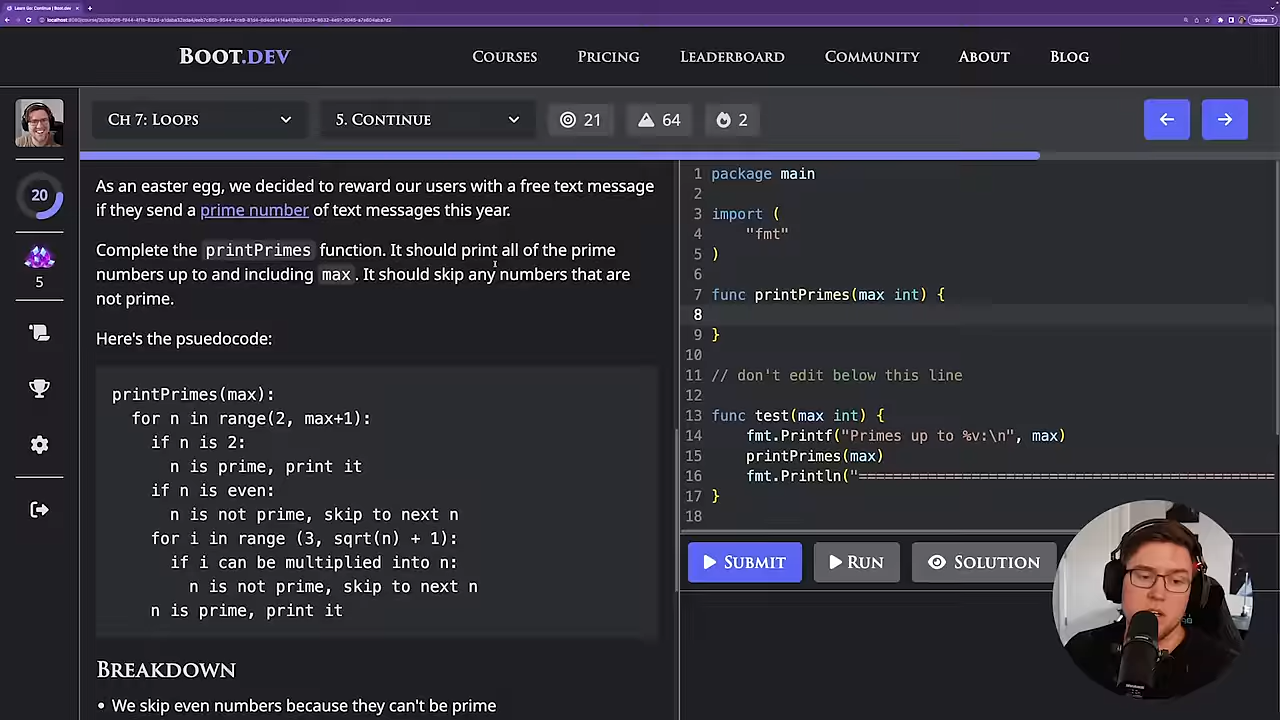 Learn Go: Continue | Boot.dev
Update
BOOT.DEV
COURSES
PRICING
LEADERBOARD
COMMUNITY
ABOUT
BLOG
CH 7: LOOPS
5. CONTINUE
21
64
2
20
5
As an easter egg, we decided to reward our users with a free text message
if they send a prime number of text messages this year.
Complete the printPrimes function. It should print all of the prime
numbers up to and including max. It should skip any numbers that are
not prime.
Here's the psuedocode:
printPrimes(max):
for n in range(2, max+1):
if n is 2:
n is prime, print it
if n is even:
n is not prime, skip to next n
for i in range (3, sqrt(n) + 1):
if i can be multiplied into n:
n is not prime, skip to next n
n is prime, print it
BREAKDOWN
• We skip even numbers because they can't be prime
1 package main
2
3 import (
4 "fmt"
5 )
6
7 func printPrimes(max int) {
8
9 }
10
11 // don't edit below this line
12
13 func test(max int) {
14 fmt.Printf("Primes up to %v:\n", max)
15 printPrimes(max)
16 fmt.Println("=================================================
17 }
18
SUBMIT
RUN
SOLUTION